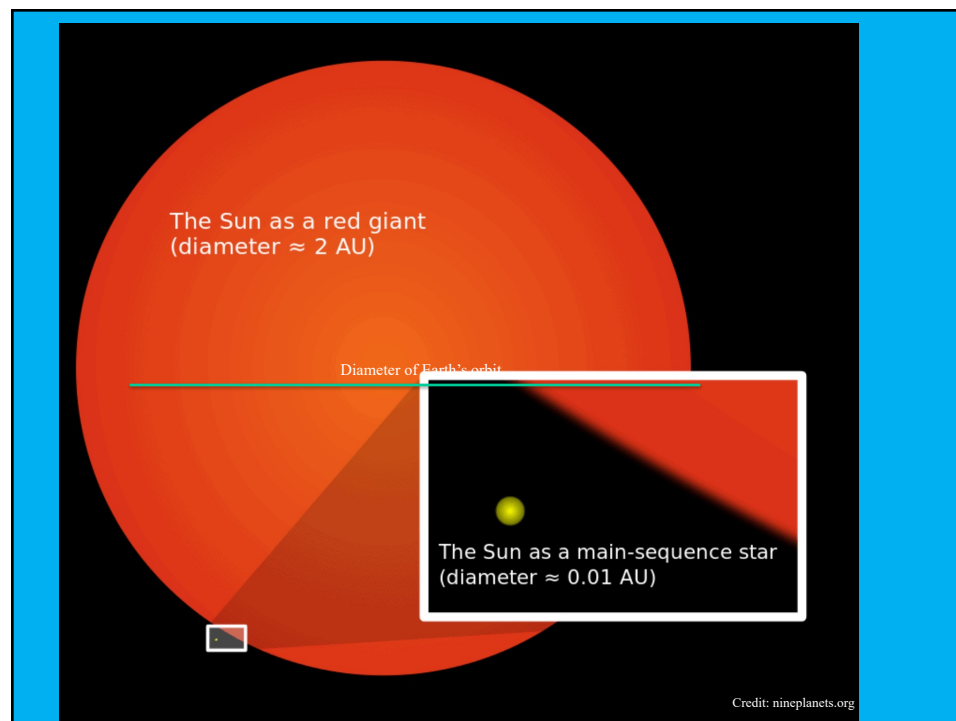 The Sun as a red giant
(diameter ≈ 2 AU)
Diameter of Earth's orbit
The Sun as a main-sequence star
(diameter ≈ 0.01 AU)
Credit: nineplanets.org